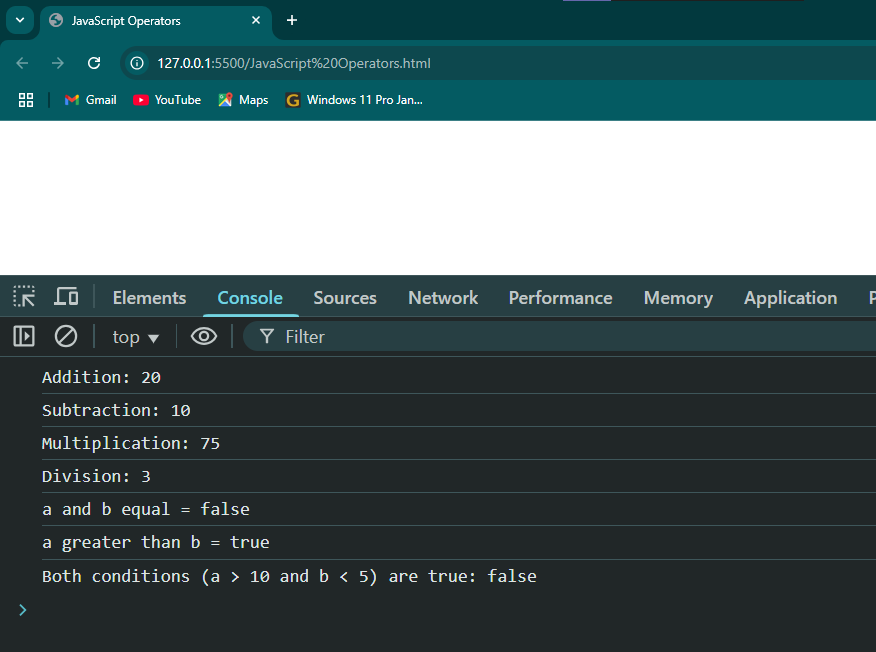 JavaScript Operators
127.0.0.1:5500/JavaScript%20Operators.html
Gmail YouTube Maps G Windows 11 Pro Jan...
Elements Console Sources Network Performance Memory Application P
top Filter
Addition: 20
Subtraction: 10
Multiplication: 75
Division: 3
a and b equal = false
a greater than b = true
Both conditions (a > 10 and b < 5) are true: false